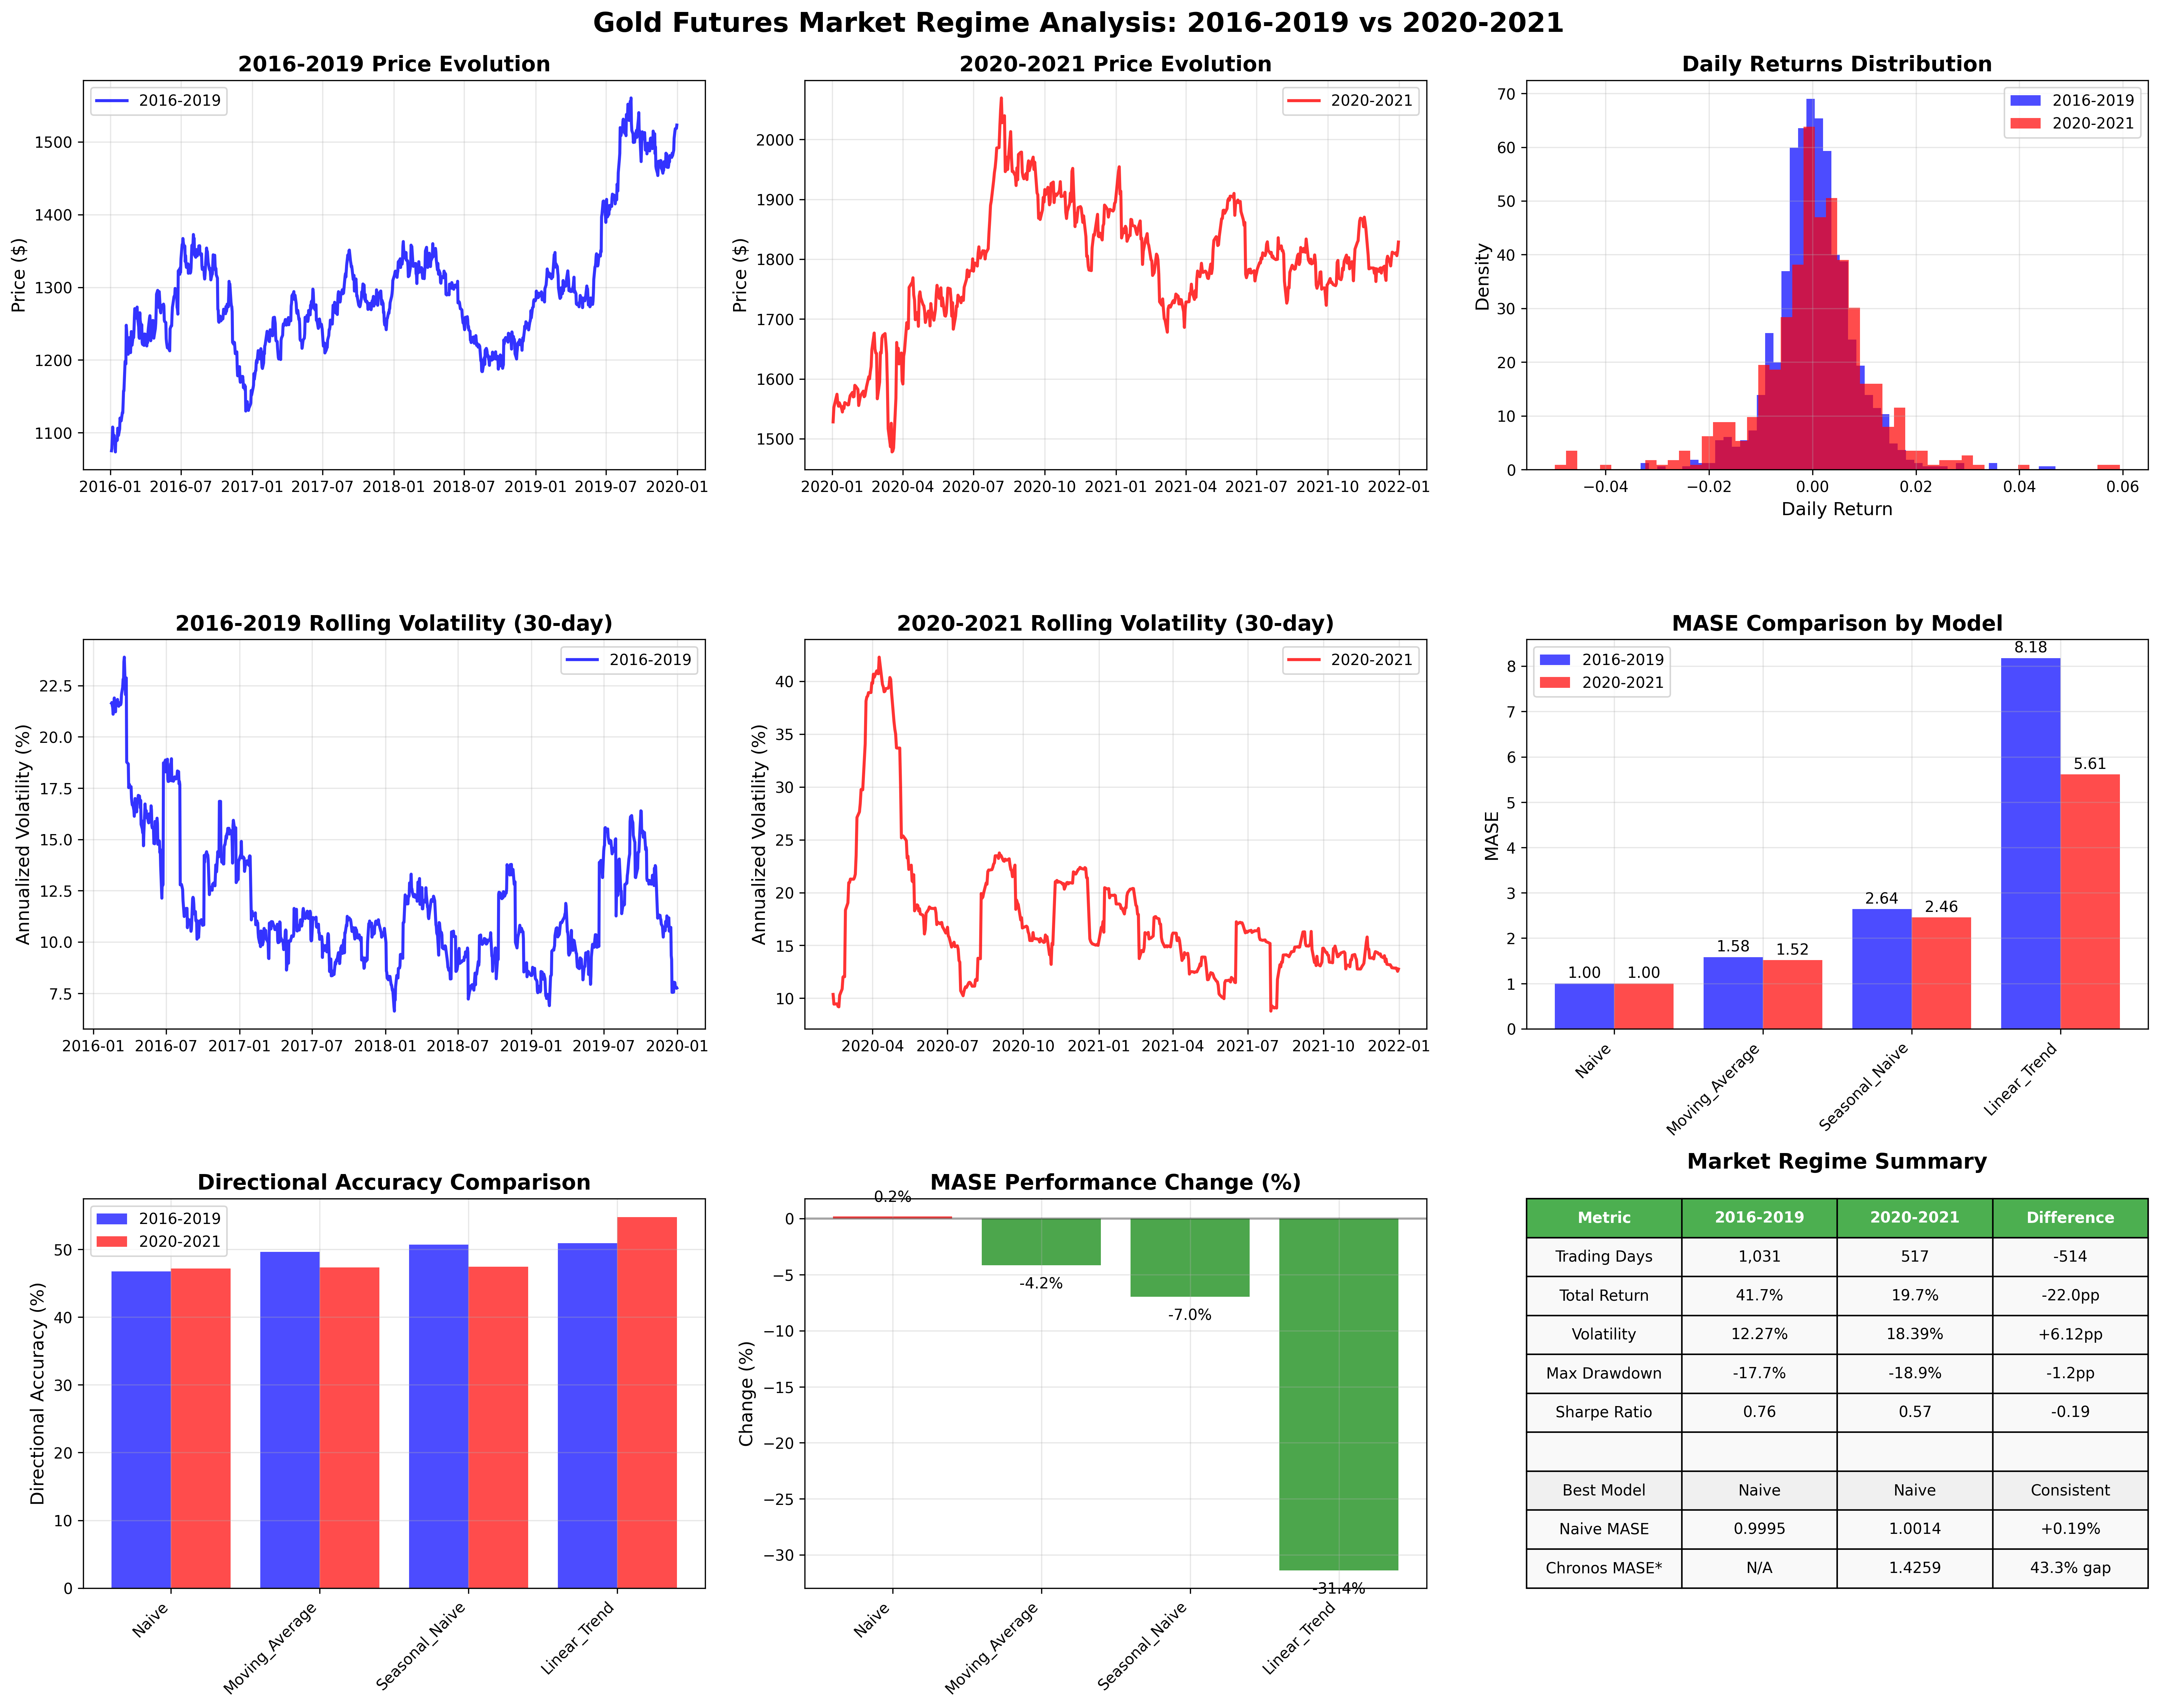 Gold Futures Market Regime Analysis: 2016-2019 vs 2020-2021
2016-2019 Price Evolution
2016-2019
Price ($)
1500
1400
1300
1200
1100
2016-01 2016-07 2017-01 2017-07 2018-01 2018-07 2019-01 2019-07 2020-01
2020-2021 Price Evolution
2020-2021
Price ($)
2000
1900
1800
1700
1600
1500
2020-01 2020-04 2020-07 2020-10 2021-01 2021-04 2021-07 2021-10 2022-01
Daily Returns Distribution
2016-2019
2020-2021
Density
70
60
50
40
30
20
10
0
−0.04 −0.02 0.00 0.02 0.04 0.06
Daily Return
2016-2019 Rolling Volatility (30-day)
2016-2019
Annualized Volatility (%)
22.5
20.0
17.5
15.0
12.5
10.0
7.5
2016-01 2016-07 2017-01 2017-07 2018-01 2018-07 2019-01 2019-07 2020-01
2020-2021 Rolling Volatility (30-day)
2020-2021
Annualized Volatility (%)
40
35
30
25
20
15
10
2020-04 2020-07 2020-10 2021-01 2021-04 2021-07 2021-10 2022-01
MASE Comparison by Model
2016-2019
2020-2021
MASE
8
7
6
5
4
3
2
1
0
1.00 1.00
1.58 1.52
2.64 2.46
8.18 5.61
Naive
Moving_Average
Seasonal_Naive
Linear_Trend
Directional Accuracy Comparison
2016-2019
2020-2021
Directional Accuracy (%)
50
40
30
20
10
0
Naive
Moving_Average
Seasonal_Naive
Linear_Trend
MASE Performance Change (%)
Change (%)
0
−5
−10
−15
−20
−25
−30
0.2%
-4.2%
-7.0%
-31.4%
Naive
Moving_Average
Seasonal_Naive
Linear_Trend
Market Regime Summary
Metric 2016-2019 2020-2021 Difference
Trading Days 1,031 517 -514
Total Return 41.7% 19.7% -22.0pp
Volatility 12.27% 18.39% +6.12pp
Max Drawdown -17.7% -18.9% -1.2pp
Sharpe Ratio 0.76 0.57 -0.19
Best Model Naive Naive Consistent
Naive MASE 0.9995 1.0014 +0.19%
Chronos MASE* N/A 1.4259 43.3% gap